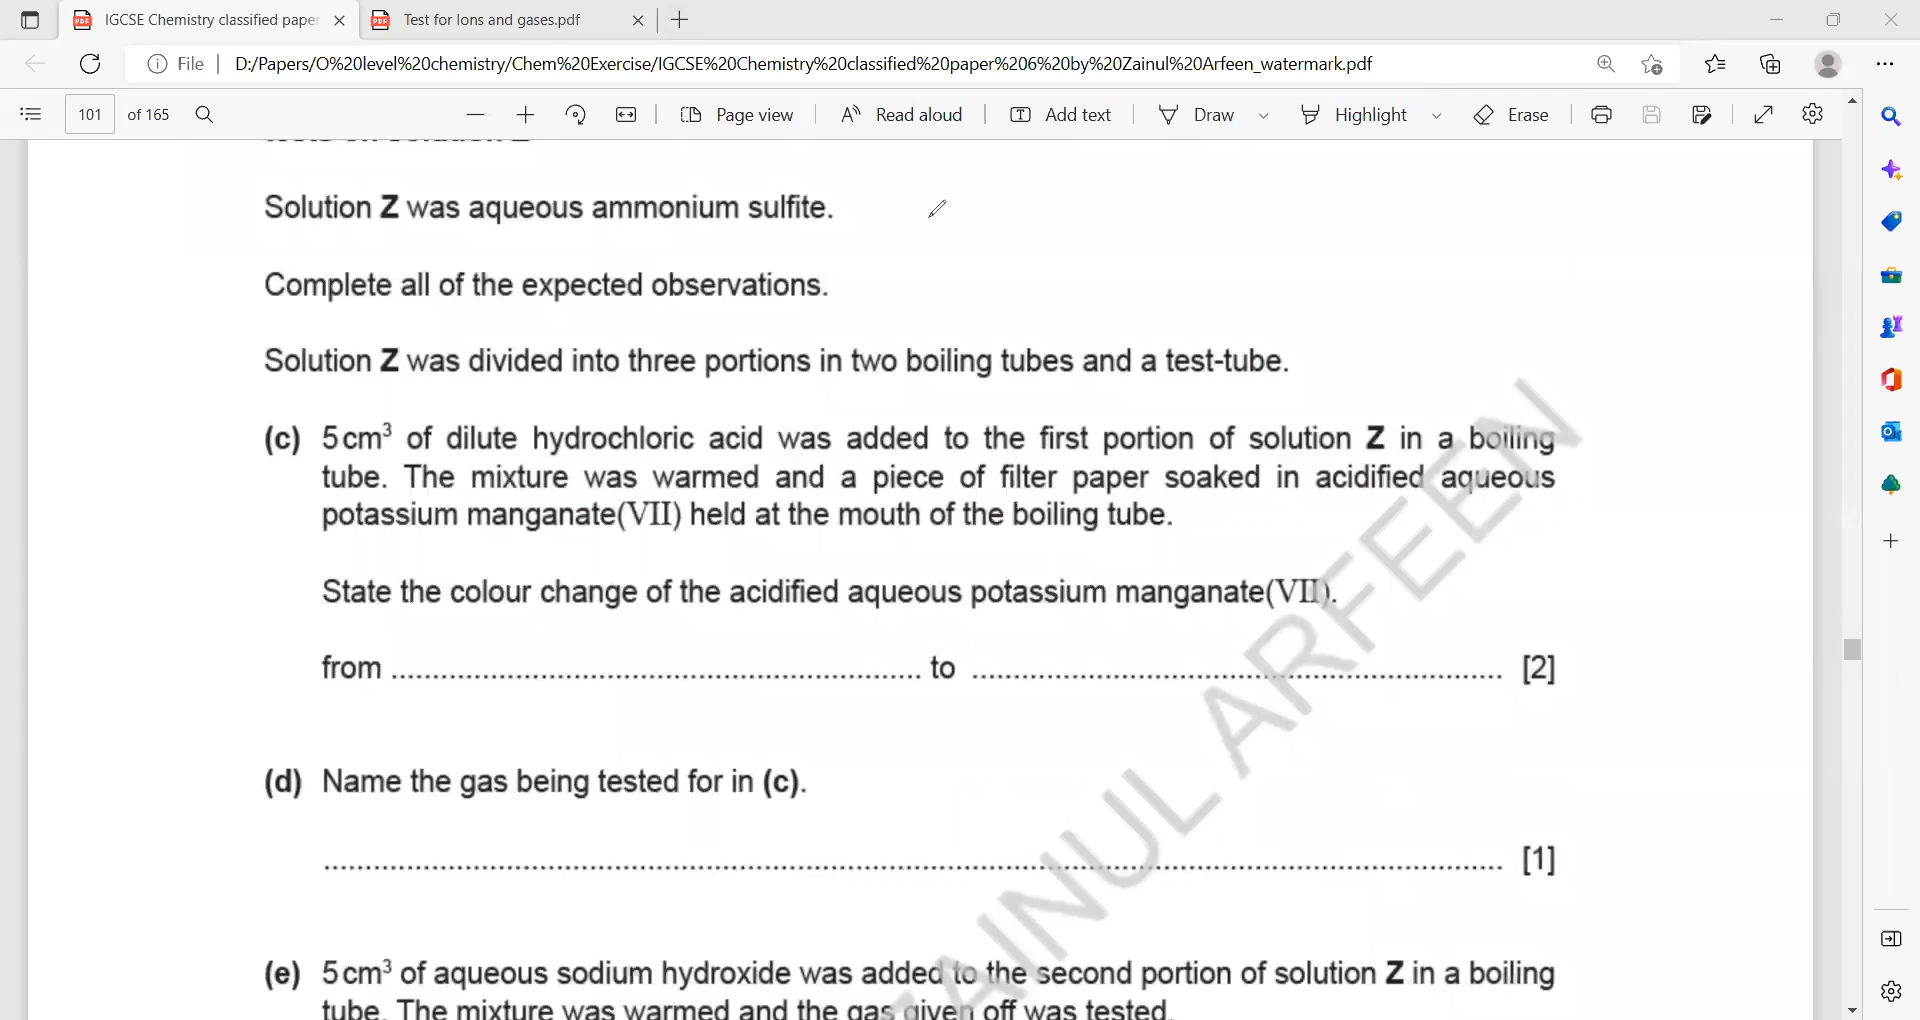 IGCSE Chemistry classified paper
Test for Ions and gases.pdf
File
D:/Papers/O%20level%20chemistry/Chem%20Exercise/IGCSE%20Chemistry%20classified%20paper%206%20by%20Zainul%20Arfeen_watermark.pdf
101 of 165
Page view
Read aloud
Add text
Draw
Highlight
Erase
Solution Z was aqueous ammonium sulfite.
Complete all of the expected observations.
Solution Z was divided into three portions in two boiling tubes and a test-tube.
(c) 5 cm³ of dilute hydrochloric acid was added to the first portion of solution Z in a boiling
tube. The mixture was warmed and a piece of filter paper soaked in acidified aqueous
potassium manganate(VII) held at the mouth of the boiling tube.
State the colour change of the acidified aqueous potassium manganate(VII).
from ................................................................ to ................................................................ [2]
(d) Name the gas being tested for in (c).
................................................................................................................................ [1]
(e) 5 cm³ of aqueous sodium hydroxide was added to the second portion of solution Z in a boiling
tube. The mixture was warmed and the gas given off was tested.
ZAINUL ARFEEN